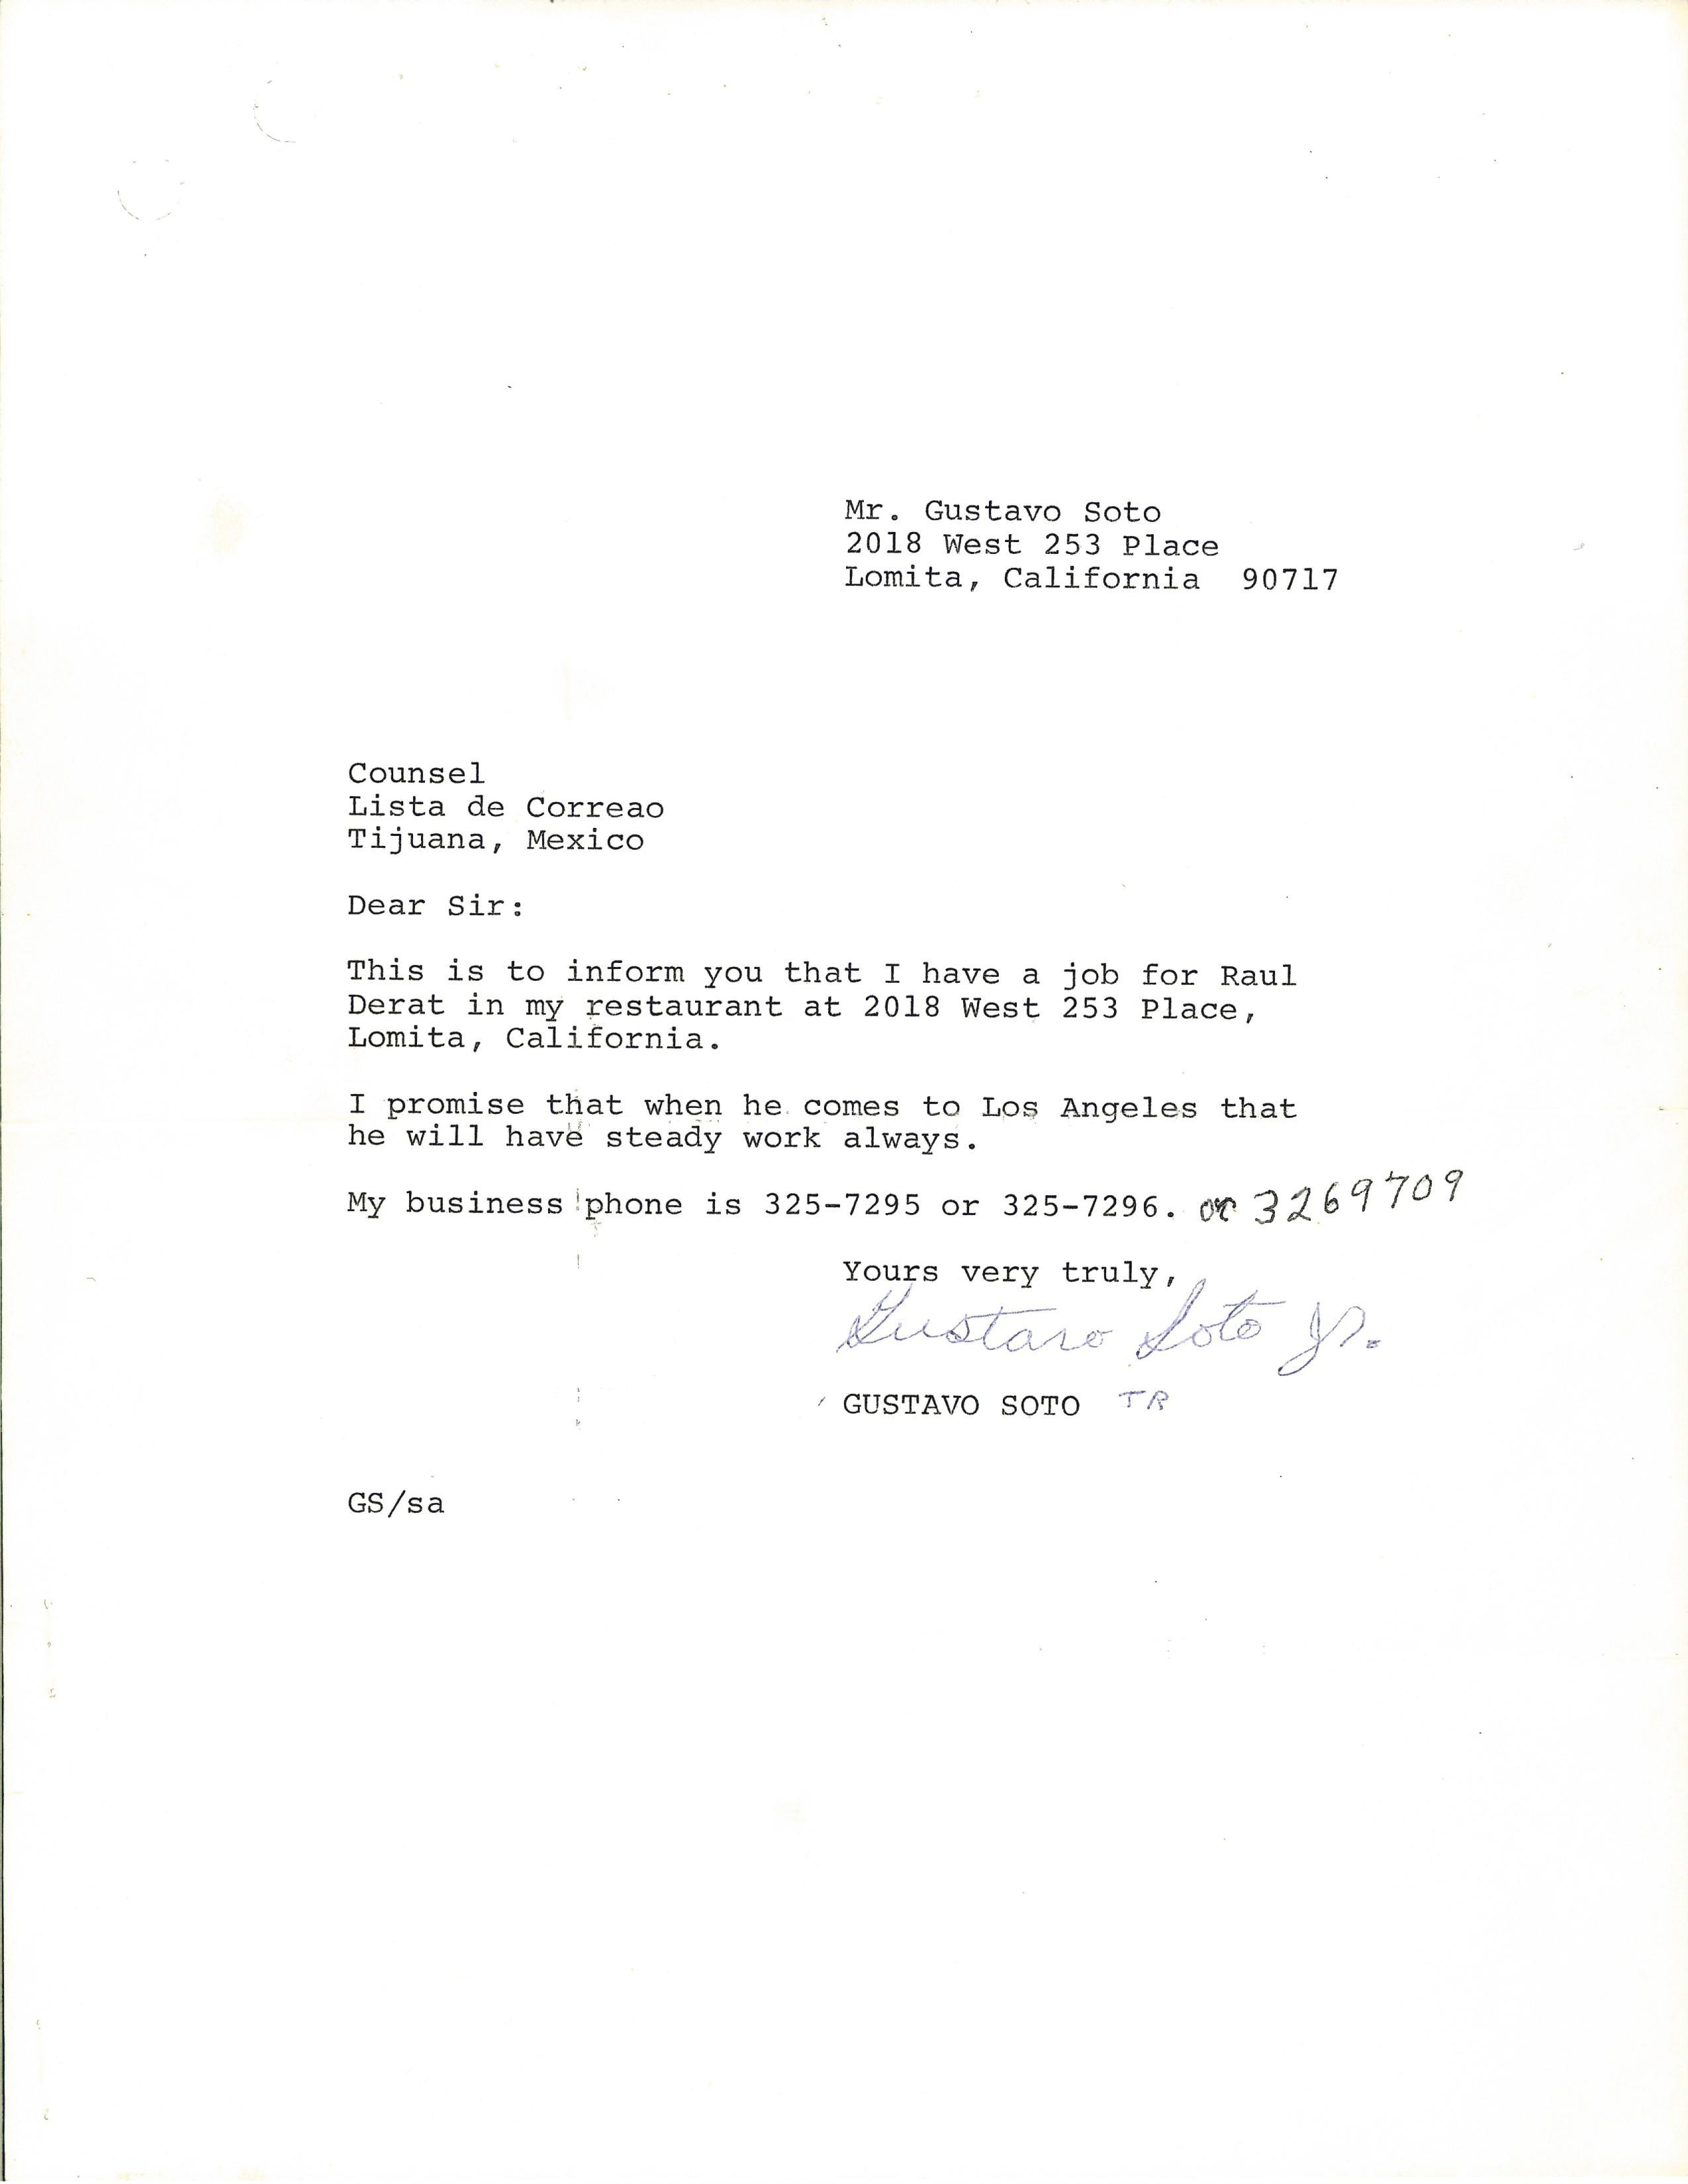 Mr. Gustavo Soto
2018 West 253 Place
Lomita, California 90717
Counsel
Lista de Correao
Tijuana, Mexico
Dear Sir:
This is to inform you that I have a job for Raul
Derat in my restaurant at 2018 West 253 Place,
Lomita, California.
I promise that when he comes to Los Angeles that
he will have steady work always.
My business phone is 325-7295 or 325-7296. or 3269709
Yours very truly,
Gustavo Soto Jr.
GUSTAVO SOTO TR
GS/sa